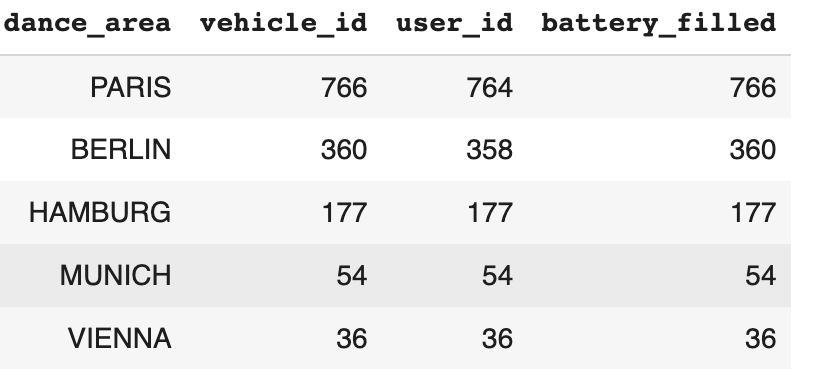 dance_area vehicle_id user_id battery_filled
PARIS 766 764 766
BERLIN 360 358 360
HAMBURG 177 177 177
MUNICH 54 54 54
VIENNA 36 36 36